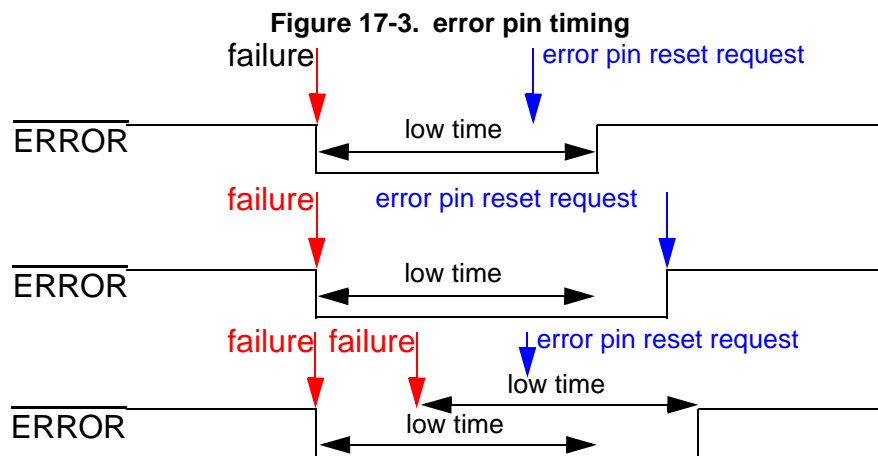 Figure 17-3. error pin timing
failure error pin reset request
low time
ERROR
failure error pin reset request
low time
ERROR
failure failure error pin reset request
low time
ERROR low time